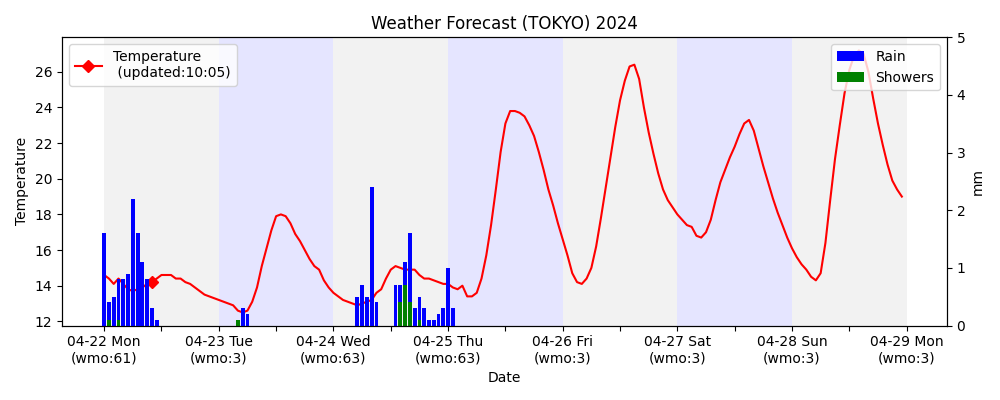 Weather Forecast (TOKYO) 2024
Temperature
(updated:10:05)
Rain
Showers
Temperature
26
24
22
20
18
16
14
12
5
4
3
2
1
0
mm
04-22 Mon
(wmo:61)
04-23 Tue
(wmo:3)
04-24 Wed
(wmo:63)
04-25 Thu
(wmo:63)
04-26 Fri
(wmo:3)
04-27 Sat
(wmo:3)
04-28 Sun
(wmo:3)
04-29 Mon
(wmo:3)
Date